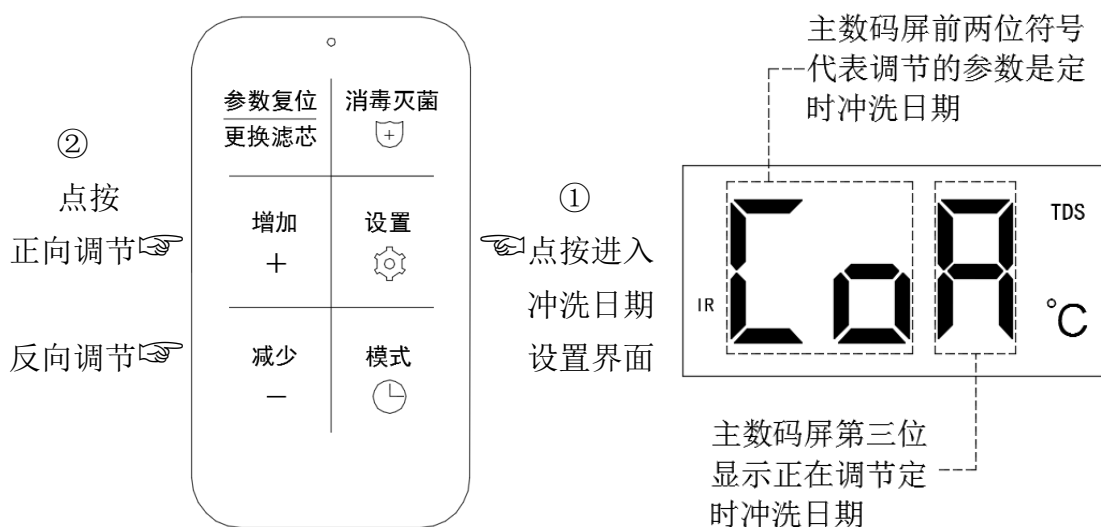 主数码屏前两位符号
代表调节的参数是定
时冲洗日期
参数复位
更换滤芯
消毒灭菌
②
点按
正向调节
增加
+
设置
①
点按进入
冲洗日期
设置界面
反向调节
减少
−
模式
IR
CoA
TDS
°C
主数码屏第三位
显示正在调节定
时冲洗日期